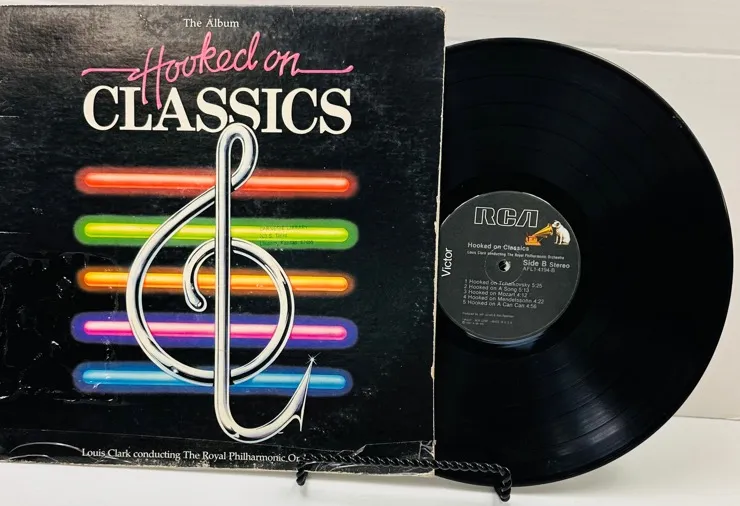 The Album
Hooked on
CLASSICS
Louis Clark conducting The Royal Philharmonic Or
RCA
Victor
Hooked on Classics
Louis Clark conducting The Royal Philharmonic Orchestra
Side B Stereo
AFL1-4194-B
1 Hooked on Tchaikovsky 5:25
2 Hooked on A Song 5:13
3 Hooked on Mozart 4:12
4 Hooked on Mendelssohn 4:22
5 Hooked on A Can Can 4:56